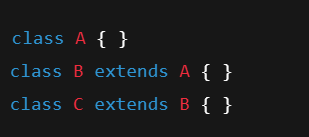 class A { }
class B extends A { }
class C extends B { }